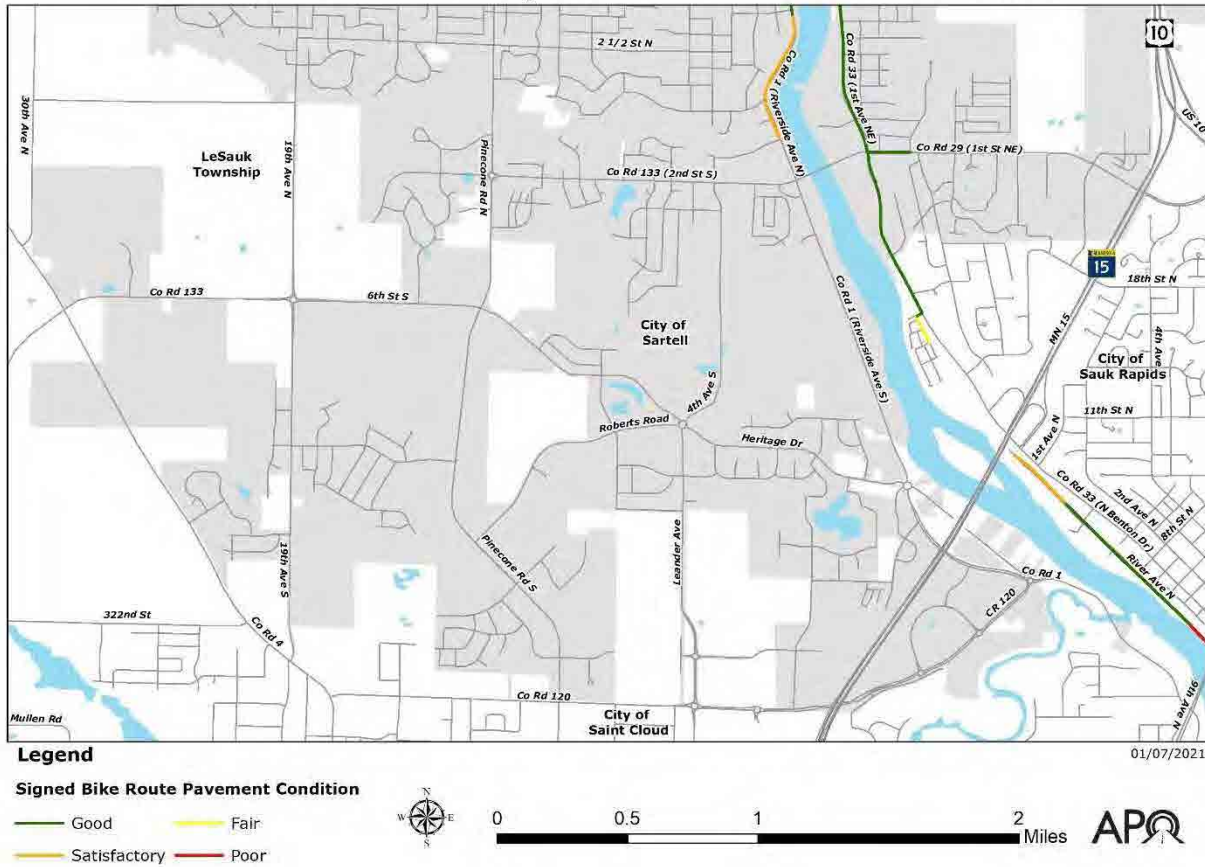 2 1/2 St N
10
US 10
30th Ave N
LeSauk
Township
19th Ave N
Pinecone Rd N
Co Rd 1 (Riverside Ave N)
Co Rd 33 (1st Ave NE)
Co Rd 29 (1st St NE)
Co Rd 133 (2nd St S)
15
MN 15
18th St N
4th Ave
Co Rd 133
6th St S
City of
Sartell
Co Rd 1 (Riverside Ave S)
City of
Sauk Rapids
4th Ave S
Roberts Road
Heritage Dr
11th St N
1st Ave N
Co Rd 33 (N Benton Dr)
2nd Ave N
8th St N
River Ave N
19th Ave S
Pinecone Rd S
Leander Ave
Co Rd 1
CR 120
322nd St
Co Rd 4
Co Rd 120
9th Ave N
Mullen Rd
City of
Saint Cloud
Legend
01/07/2021
Signed Bike Route Pavement Condition
Good
Fair
Satisfactory
Poor
N
W
E
S
0
0.5
1
2
Miles
APO